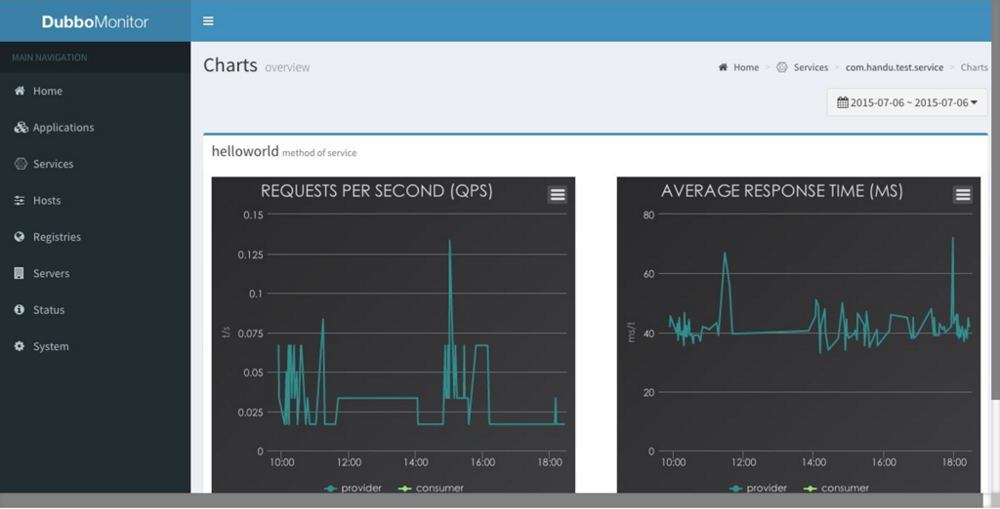 DubboMonitor
MAIN NAVIGATION
Home
Applications
Services
Hosts
Registries
Servers
Status
System
Charts overview
Home > Services > com.handu.test.service > Charts
2015-07-06 ~ 2015-07-06
helloworld method of service
REQUESTS PER SECOND (QPS)
0.15
0.125
0.1
0.075
0.05
0.025
0
t/s
10:00 12:00 14:00 16:00 18:00
provider consumer
AVERAGE RESPONSE TIME (MS)
80
60
40
20
0
ms/t
10:00 12:00 14:00 16:00 18:00
provider consumer